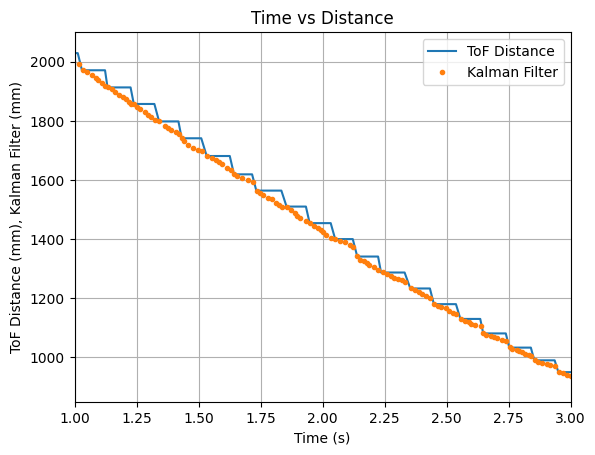 Time vs Distance
ToF Distance
Kalman Filter
ToF Distance (mm), Kalman Filter (mm)
2000
1800
1600
1400
1200
1000
1.00 1.25 1.50 1.75 2.00 2.25 2.50 2.75 3.00
Time (s)